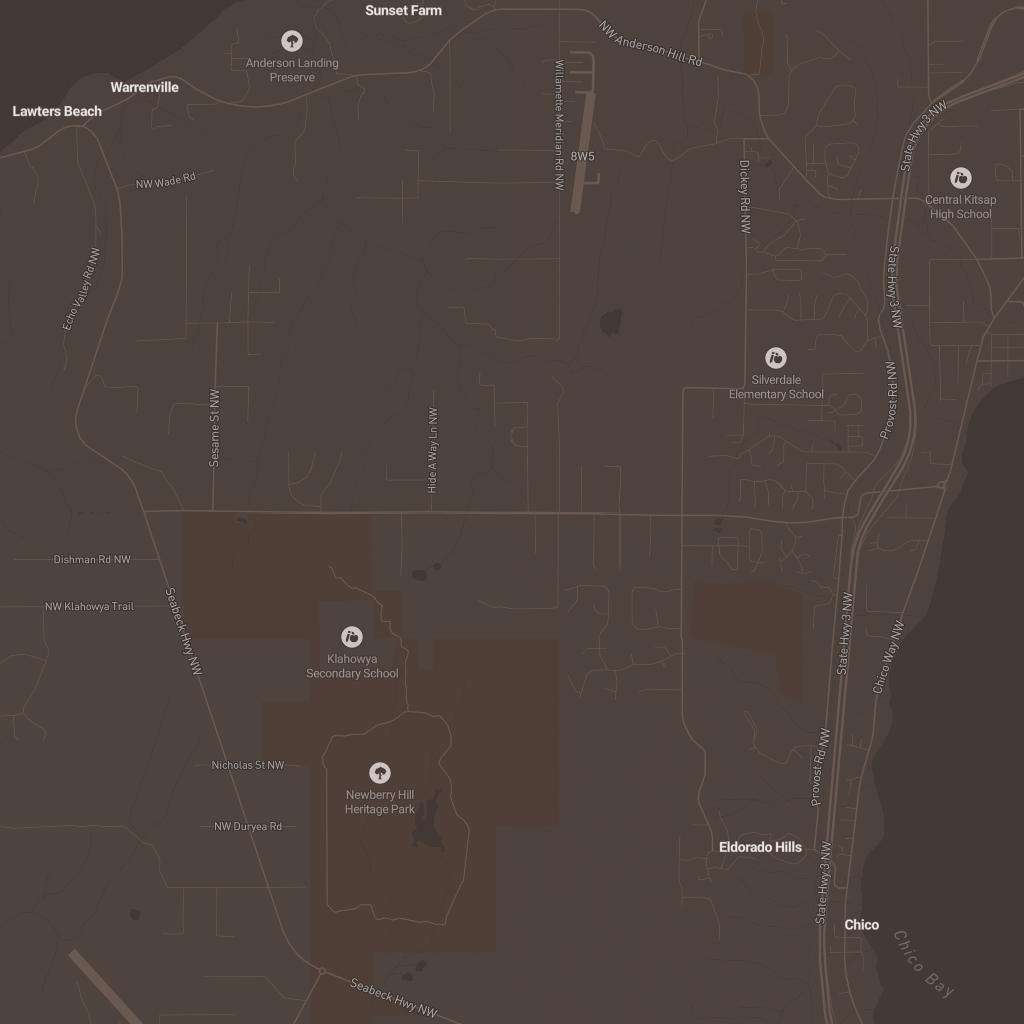 Sunset Farm
NW Anderson Hill Rd
Anderson Landing
Preserve
Warrenville
Lawters Beach
Willamette Meridian Rd NW
State Hwy 3 NW
8W5
NW Wade Rd
Dickey Rd NW
Central Kitsap
High School
Echo Valley Rd NW
State Hwy 3 NW
Silverdale
Elementary School
Provost Rd NW
Sesame St NW
Hide A Way Ln NW
Dishman Rd NW
NW Klahowya Trail
Seabeck Hwy NW
State Hwy 3 NW
Chico Way NW
Klahowya
Secondary School
Nicholas St NW
Provost Rd NW
Newberry Hill
Heritage Park
NW Duryea Rd
Eldorado Hills
State Hwy 3 NW
Chico
Chico Bay
Seabeck Hwy NW